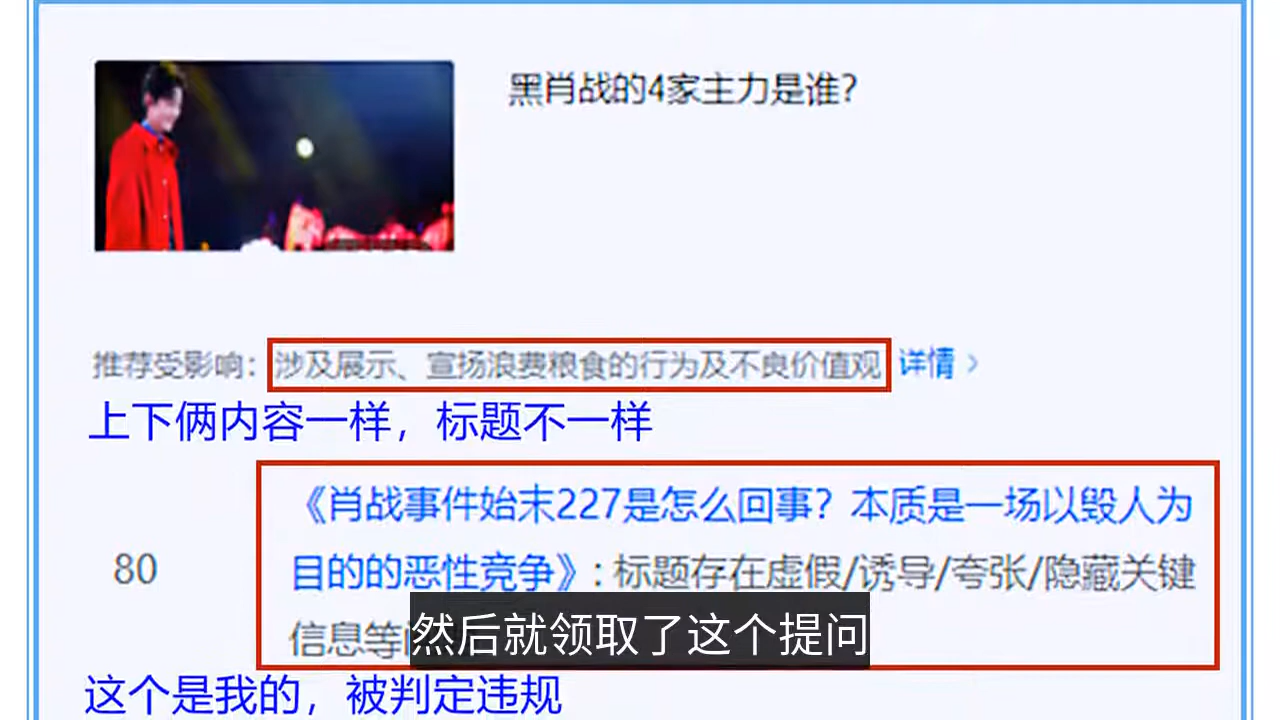 黑肖战的4家主力是谁？
推荐受影响：涉及展示、宣扬浪费粮食的行为及不良价值观 详情 >
上下俩内容一样，标题不一样
《肖战事件始末227是怎么回事？本质是一场以毁人为
80 目的的恶性竞争》：标题存在虚假/诱导/夸张/隐藏关键
信息等
然后就领取了这个提问
这个是我的，被判定违规